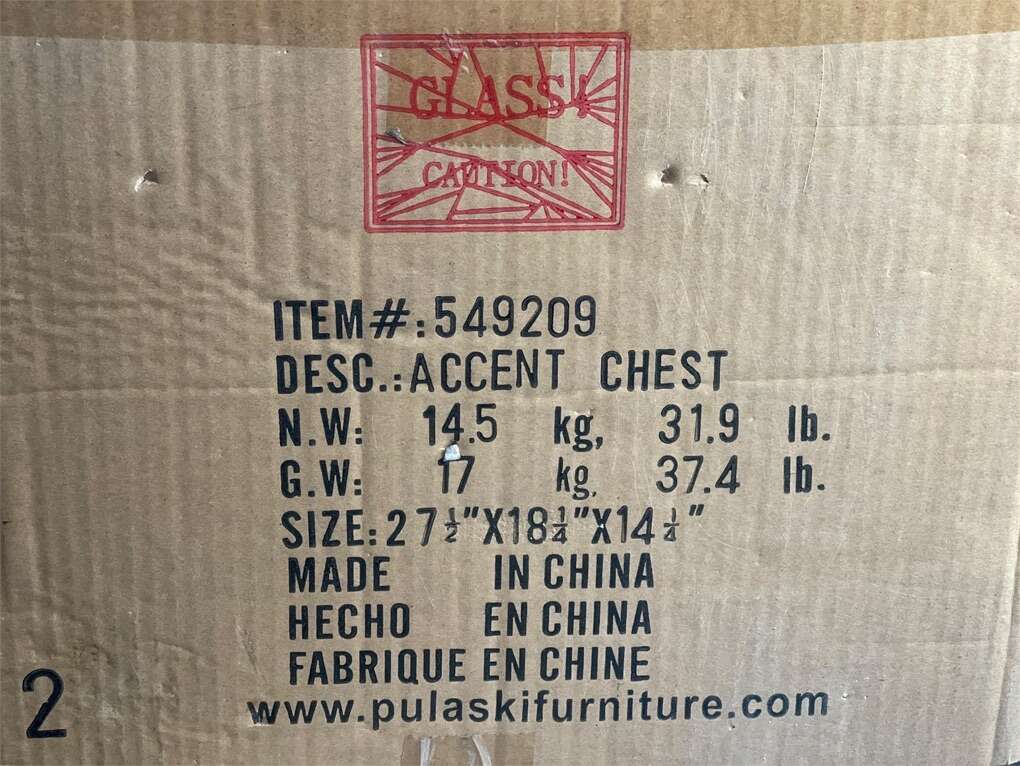 GLASS!
CAUTION!
ITEM#:549209
DESC.:ACCENT CHEST
N.W: 14.5 kg, 31.9 lb.
G.W: 17 kg. 37.4 lb.
SIZE:27½"X18¼"X14¼"
MADE IN CHINA
HECHO EN CHINA
FABRIQUE EN CHINE
www.pulaskifurniture.com
2